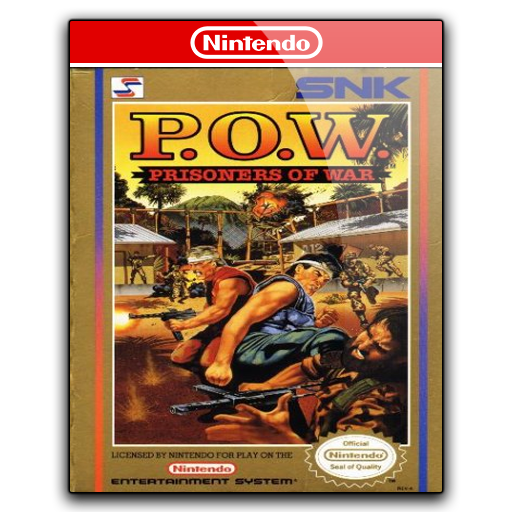 Nintendo
SNK
P.O.W.
PRISONERS OF WAR
LICENSED BY NINTENDO FOR PLAY ON THE
Nintendo
ENTERTAINMENT SYSTEM
Official
Nintendo
Seal of Quality
TM